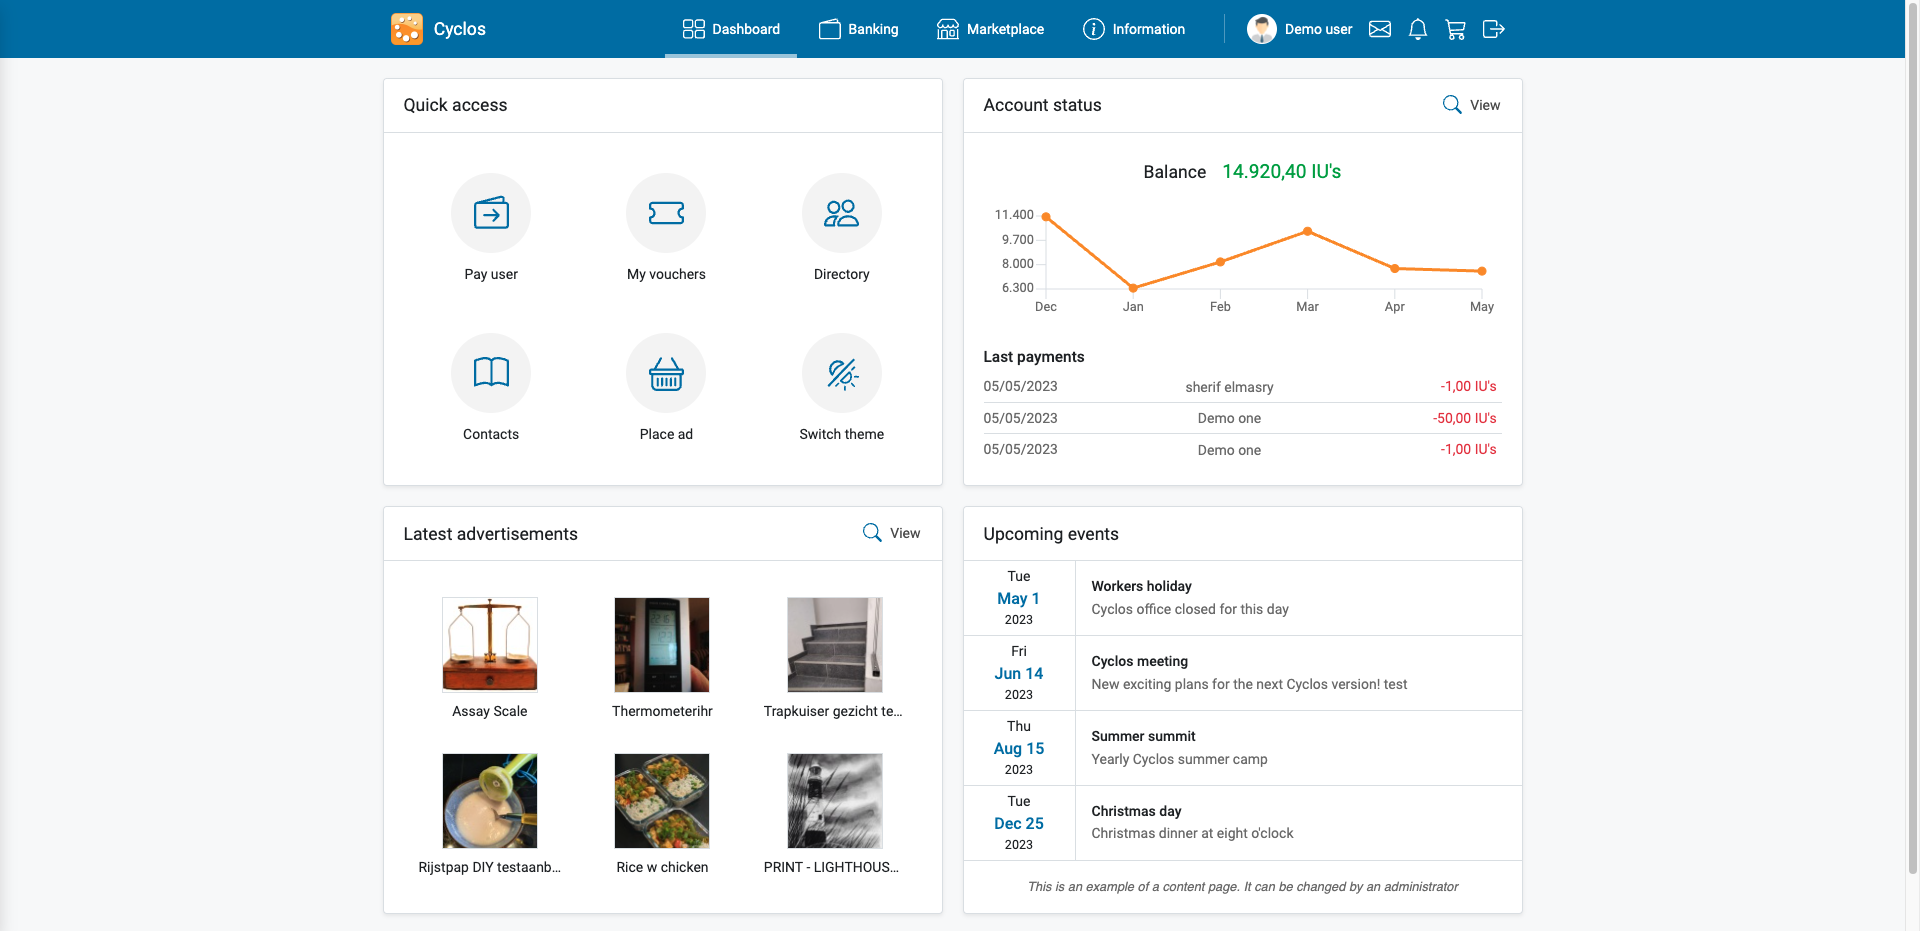 Cyclos
Dashboard
Banking
Marketplace
Information
Demo user
Quick access
Pay user
My vouchers
Directory
Contacts
Place ad
Switch theme
Account status
View
Balance 14.920,40 IU's
11.400
9.700
8.000
6.300
Dec Jan Feb Mar Apr May
Last payments
05/05/2023 sherif elmasry -1,00 IU's
05/05/2023 Demo one -50,00 IU's
05/05/2023 Demo one -1,00 IU's
Latest advertisements
View
Assay Scale
Thermometerihr
Trapkuiser gezicht te...
Rijstpap DIY testaanb...
Rice w chicken
PRINT - LIGHTHOUS...
Upcoming events
Tue
May 1
2023
Workers holiday
Cyclos office closed for this day
Fri
Jun 14
2023
Cyclos meeting
New exciting plans for the next Cyclos version! test
Thu
Aug 15
2023
Summer summit
Yearly Cyclos summer camp
Tue
Dec 25
2023
Christmas day
Christmas dinner at eight o'clock
This is an example of a content page. It can be changed by an administrator